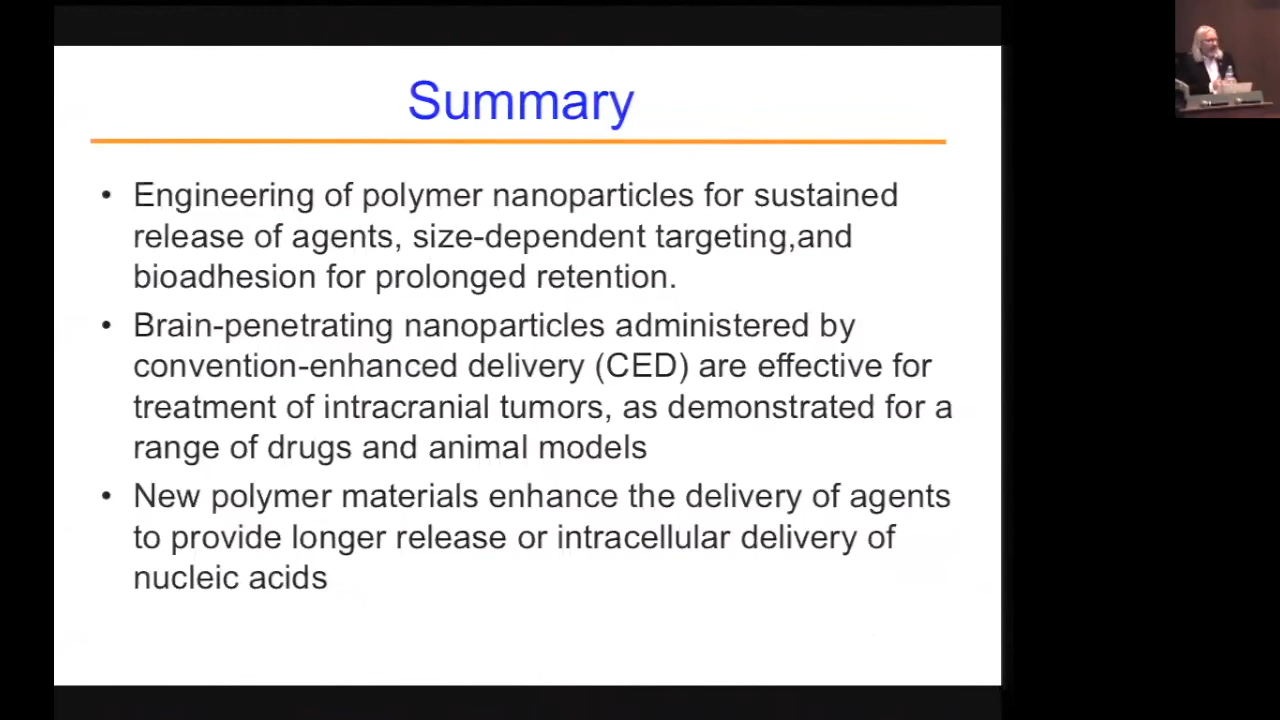 Summary
• Engineering of polymer nanoparticles for sustained
release of agents, size-dependent targeting,and
bioadhesion for prolonged retention.
• Brain-penetrating nanoparticles administered by
convention-enhanced delivery (CED) are effective for
treatment of intracranial tumors, as demonstrated for a
range of drugs and animal models
• New polymer materials enhance the delivery of agents
to provide longer release or intracellular delivery of
nucleic acids